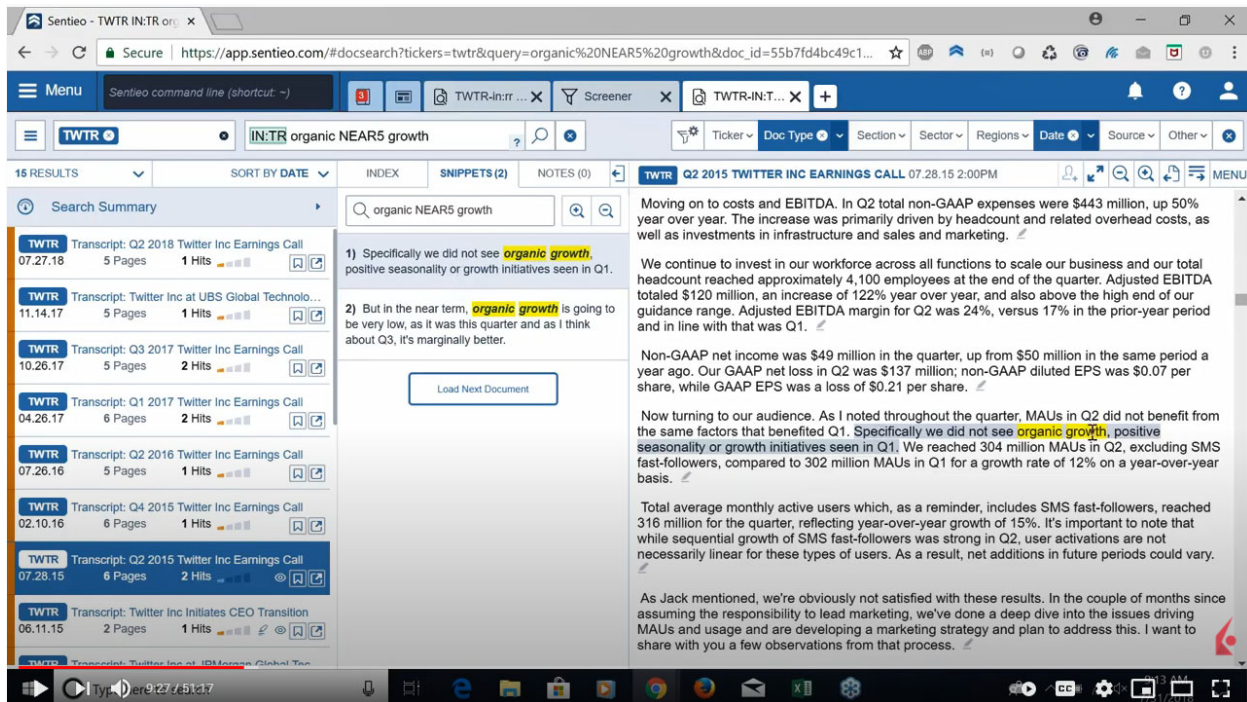 Sentieo - TWTR IN:TR org
Secure https://app.sentieo.com/#docsearch?tickers=twtr&query=organic%20NEAR5%20growth&doc_id=55b7fd4bc49c1...
Menu
Sentieo command line (shortcut: ~)
3
TWTR-in:rr ...
Screener
TWTR-IN:T...
TWTR
IN:TR organic NEAR5 growth
?
Ticker
Doc Type
Section
Sector
Regions
Date
Source
Other
15 RESULTS
SORT BY DATE
Search Summary
TWTR Transcript: Q2 2018 Twitter Inc Earnings Call
07.27.18 5 Pages 1 Hits
TWTR Transcript: Twitter Inc at UBS Global Technolo...
11.14.17 5 Pages 1 Hits
TWTR Transcript: Q3 2017 Twitter Inc Earnings Call
10.26.17 5 Pages 2 Hits
TWTR Transcript: Q1 2017 Twitter Inc Earnings Call
04.26.17 6 Pages 2 Hits
TWTR Transcript: Q2 2016 Twitter Inc Earnings Call
07.26.16 5 Pages 1 Hits
TWTR Transcript: Q4 2015 Twitter Inc Earnings Call
02.10.16 6 Pages 1 Hits
TWTR Transcript: Q2 2015 Twitter Inc Earnings Call
07.28.15 6 Pages 2 Hits
TWTR Transcript: Twitter Inc Initiates CEO Transition
06.11.15 2 Pages 1 Hits
TWTR Transcript: Twitter Inc at JPMorgan Global Tec
INDEX
SNIPPETS (2)
NOTES (0)
organic NEAR5 growth
1) Specifically we did not see organic growth,
positive seasonality or growth initiatives seen in Q1.
2) But in the near term, organic growth is going to
be very low, as it was this quarter and as I think
about Q3, it's marginally better.
Load Next Document
TWTR Q2 2015 TWITTER INC EARNINGS CALL 07.28.15 2:00PM
MENU
Moving on to costs and EBITDA. In Q2 total non-GAAP expenses were $443 million, up 50%
year over year. The increase was primarily driven by headcount and related overhead costs, as
well as investments in infrastructure and sales and marketing.
We continue to invest in our workforce across all functions to scale our business and our total
headcount reached approximately 4,100 employees at the end of the quarter. Adjusted EBITDA
totaled $120 million, an increase of 122% year over year, and also above the high end of our
guidance range. Adjusted EBITDA margin for Q2 was 24%, versus 17% in the prior-year period
and in line with that was Q1.
Non-GAAP net income was $49 million in the quarter, up from $50 million in the same period a
year ago. Our GAAP net loss in Q2 was $137 million; non-GAAP diluted EPS was $0.07 per
share, while GAAP EPS was a loss of $0.21 per share.
Now turning to our audience. As I noted throughout the quarter, MAUs in Q2 did not benefit from
the same factors that benefited Q1. Specifically we did not see organic growth, positive
seasonality or growth initiatives seen in Q1. We reached 304 million MAUs in Q2, excluding SMS
fast-followers, compared to 302 million MAUs in Q1 for a growth rate of 12% on a year-over-year
basis.
Total average monthly active users which, as a reminder, includes SMS fast-followers, reached
316 million for the quarter, reflecting year-over-year growth of 15%. It's important to note that
while sequential growth of SMS fast-followers was strong in Q2, user activations are not
necessarily linear for these types of users. As a result, net additions in future periods could vary.
As Jack mentioned, we're obviously not satisfied with these results. In the couple of months since
assuming the responsibility to lead marketing, we've done a deep dive into the issues driving
MAUs and usage and are developing a marketing strategy and plan to address this. I want to
share with you a few observations from that process.
9:27 / 51:17
CC